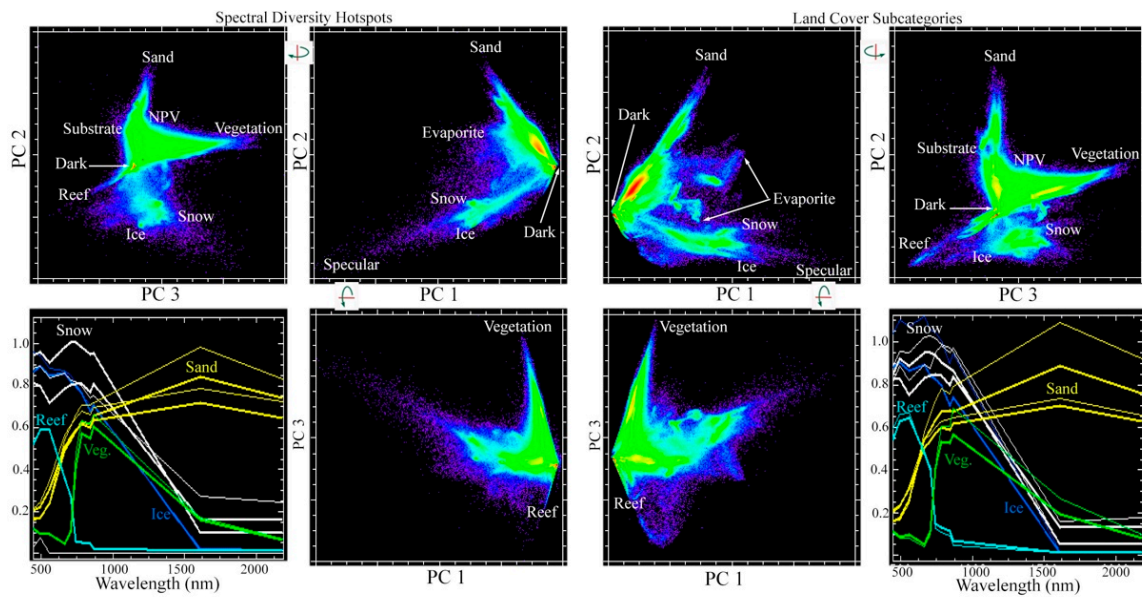 Spectral Diversity Hotspots
Land Cover Subcategories
PC 2
Sand
NPV
Substrate
Vegetation
Dark
Reef
Snow
Ice
PC 3
PC 2
Sand
Evaporite
Snow
Ice
Dark
Specular
PC 1
PC 2
Sand
Dark
Evaporite
Snow
Ice
Specular
PC 1
PC 2
Sand
Substrate
NPV
Vegetation
Dark
Reef
Snow
Ice
PC 3
1.0
0.8
0.6
0.4
0.2
Snow
Sand
Reef
Veg.
Ice
500 1000 1500 2000
Wavelength (nm)
PC 3
Vegetation
Reef
PC 1
PC 3
Vegetation
Reef
PC 1
1.0
0.8
0.6
0.4
0.2
Snow
Sand
Reef
Veg.
Ice
500 1000 1500 2000
Wavelength (nm)